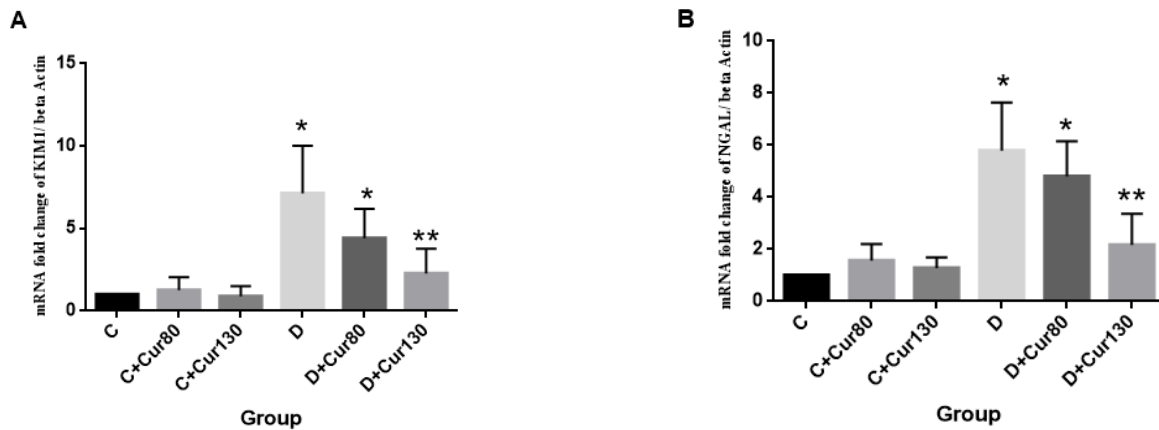 A
mRNA fold change of KIM1/ beta Actin
15
10
5
0
*
*
**
C
C+Cur80
C+Cur130
D
D+Cur80
D+Cur130
Group
B
mRNA fold change of NGAL/ beta Actin
10
8
6
4
2
0
*
*
**
C
C+Cur80
C+Cur130
D
D+Cur80
D+Cur130
Group